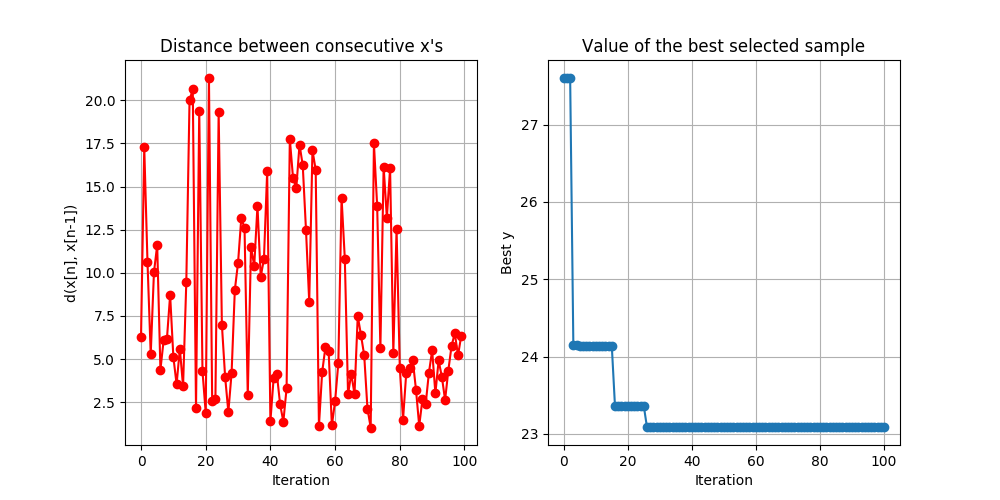 Distance between consecutive x's
20.0
17.5
15.0
12.5
10.0
7.5
5.0
2.5
d(x[n], x[n-1])
0 20 40 60 80 100
Iteration
Value of the best selected sample
27
26
25
24
23
Best y
0 20 40 60 80 100
Iteration